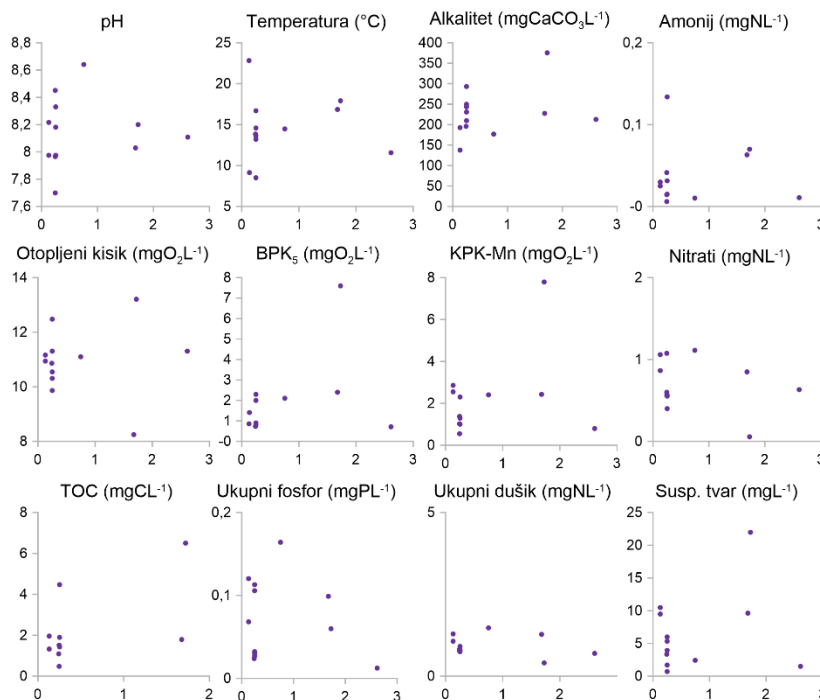 pH
8,8
8,6
8,4
8,2
8
7,8
7,6
0 1 2 3
Temperatura (°C)
25
20
15
10
5
0 1 2 3
Alkalitet (mgCaCO₃L⁻¹)
400
350
300
250
200
150
100
50
0
0 1 2 3
Amonij (mgNL⁻¹)
0,2
0,1
-0
0 1 2 3
Otopljeni kisik (mgO₂L⁻¹)
14
12
10
8
0 1 2 3
BPK₅ (mgO₂L⁻¹)
8
7
6
5
4
3
2
1
-0
0 1 2 3
KPK-Mn (mgO₂L⁻¹)
8
6
4
2
0
0 1 2 3
Nitrati (mgNL⁻¹)
2
1
0
0 1 2 3
TOC (mgCL⁻¹)
8
6
4
2
0
0 1 2
Ukupni fosfor (mgPL⁻¹)
0,2
0,1
-0
0 1 2 3
Ukupni dušik (mgNL⁻¹)
5
0
0 1 2 3
Susp. tvar (mgL⁻¹)
25
20
15
10
5
0
0 1 2 3